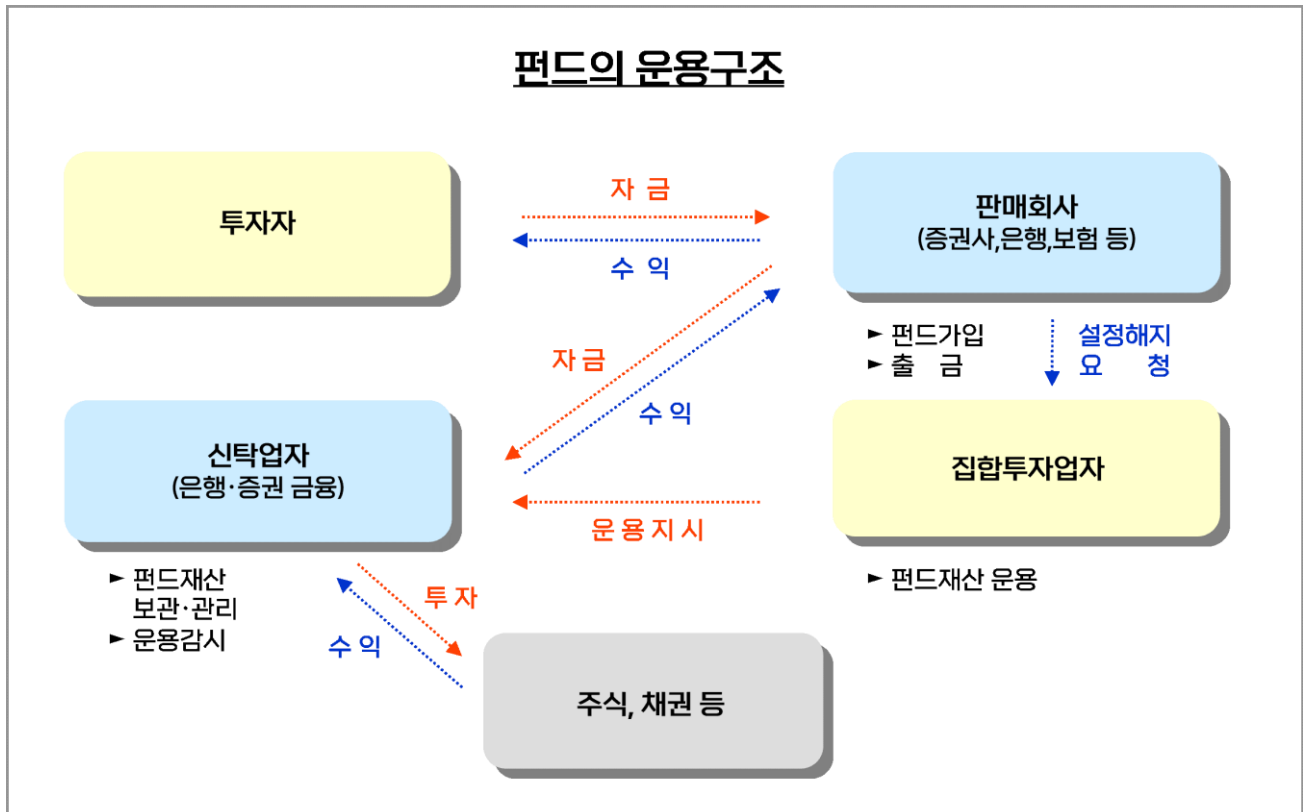 펀드의 운용구조
투자자
자 금
수 익
판매회사
(증권사,은행,보험 등)
► 펀드가입
► 출 금
설정해지
요 청
자 금
수 익
신탁업자
(은행·증권 금융)
집합투자업자
운 용 지 시
► 펀드재산
보관·관리
► 운용감시
► 펀드재산 운용
투 자
수 익
주식, 채권 등